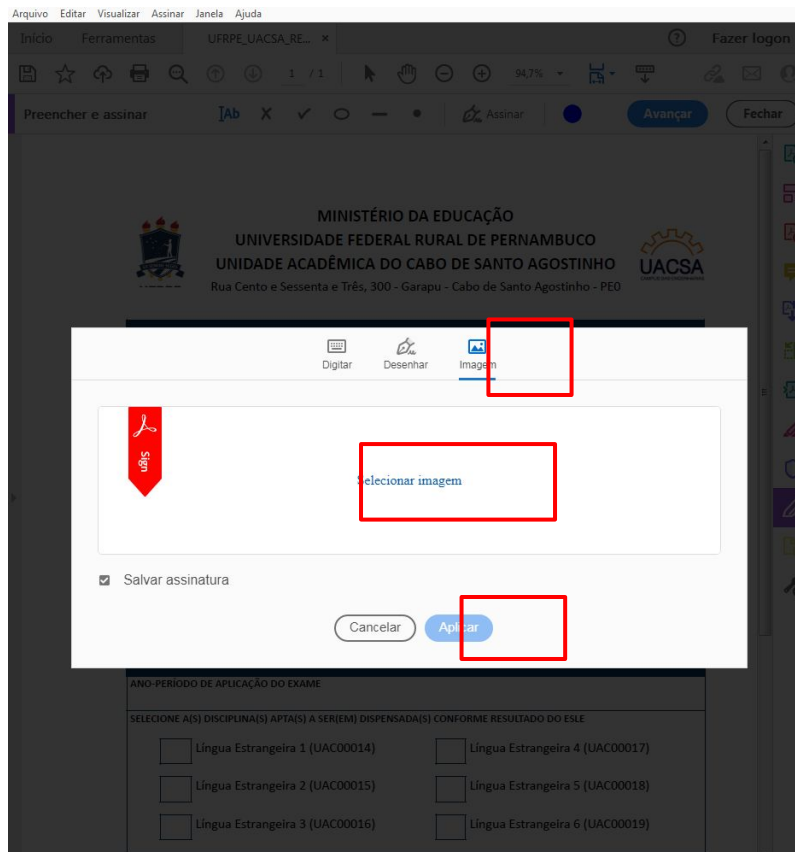 Arquivo Editar Visualizar Assinar Janela Ajuda
Início Ferramentas UFRPE_UACSA_RE... × ? Fazer logon
1 / 1 94,7%
Preencher e assinar IAb Assinar Avançar Fechar
MINISTÉRIO DA EDUCAÇÃO
UNIVERSIDADE FEDERAL RURAL DE PERNAMBUCO
UNIDADE ACADÊMICA DO CABO DE SANTO AGOSTINHO
Rua Cento e Sessenta e Três, 300 - Garapu - Cabo de Santo Agostinho - PE0
UACSA
Digitar Desenhar Imagem
Sign
Selecionar imagem
Salvar assinatura
Cancelar Aplicar
ANO-PERÍODO DE APLICAÇÃO DO EXAME
SELECIONE A(S) DISCIPLINA(S) APTA(S) A SER(EM) DISPENSADA(S) CONFORME RESULTADO DO ESLE
Língua Estrangeira 1 (UAC00014) Língua Estrangeira 4 (UAC00017)
Língua Estrangeira 2 (UAC00015) Língua Estrangeira 5 (UAC00018)
Língua Estrangeira 3 (UAC00016) Língua Estrangeira 6 (UAC00019)